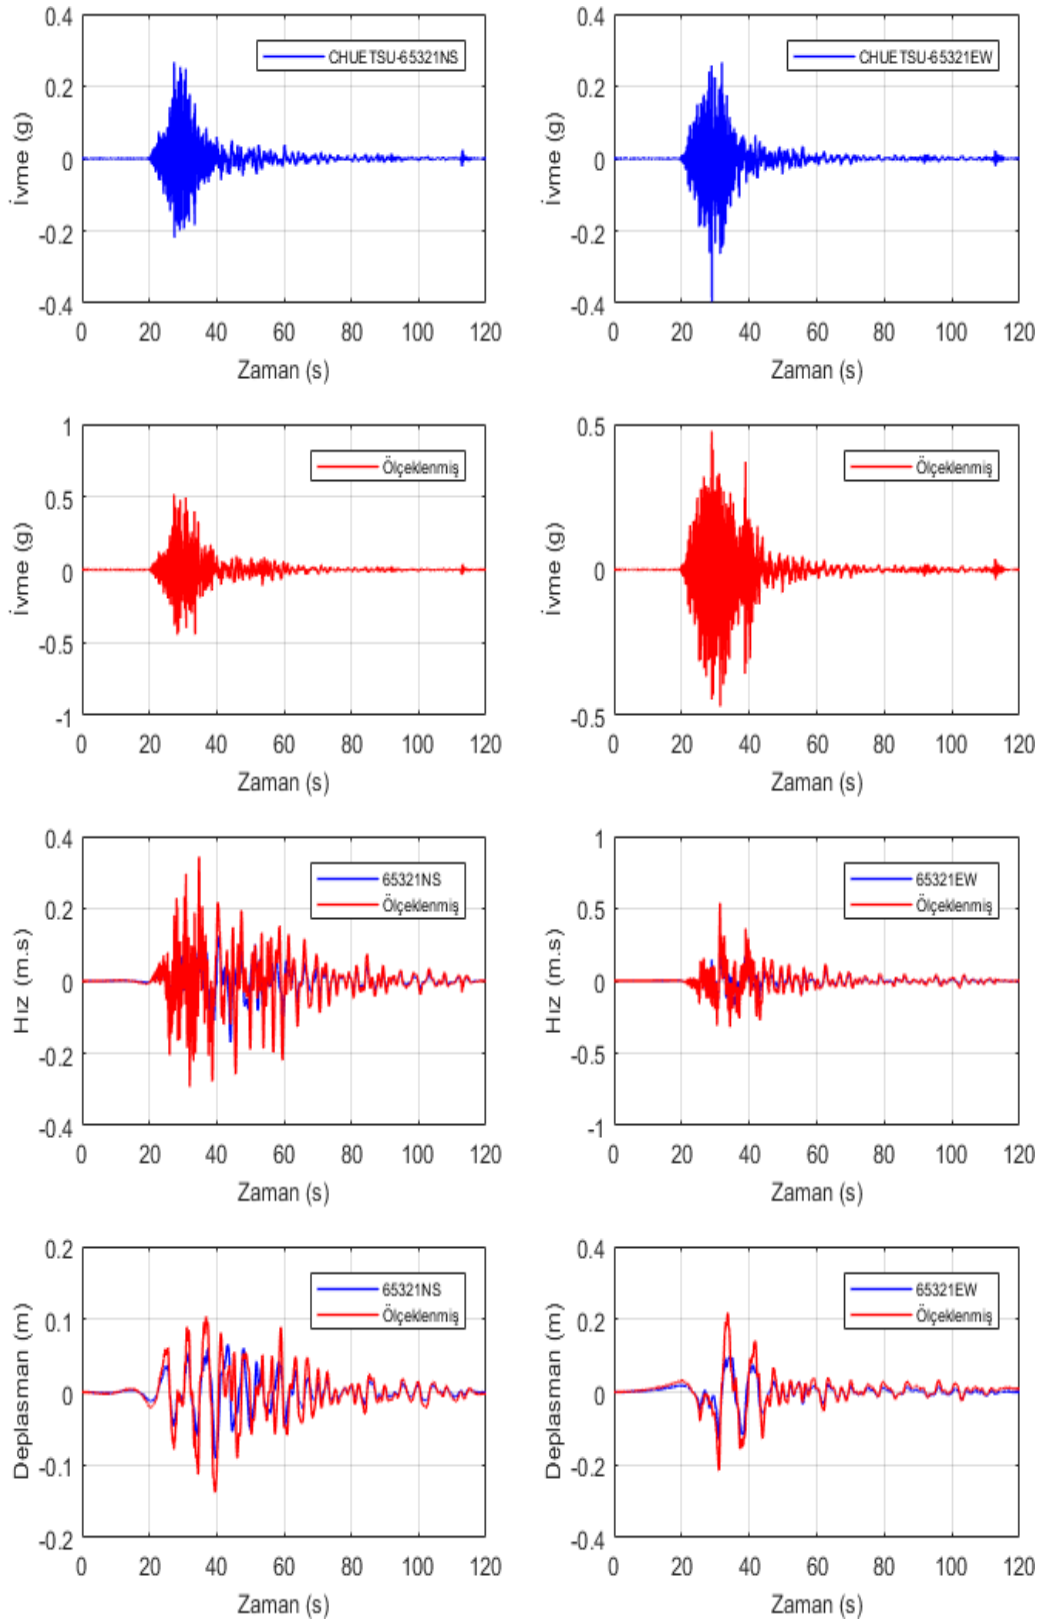 0.4
0.2
0
-0.2
-0.4
İvme (g)
CHUETSU-65321NS
0 20 40 60 80 100 120
Zaman (s)
0.4
0.2
0
-0.2
-0.4
İvme (g)
CHUETSU-65321EW
0 20 40 60 80 100 120
Zaman (s)
1
0.5
0
-0.5
-1
İvme (g)
Ölçeklenmiş
0 20 40 60 80 100 120
Zaman (s)
0.5
0
-0.5
İvme (g)
Ölçeklenmiş
0 20 40 60 80 100 120
Zaman (s)
0.4
0.2
0
-0.2
-0.4
Hız (m.s)
65321NS
Ölçeklenmiş
0 20 40 60 80 100 120
Zaman (s)
1
0.5
0
-0.5
-1
Hız (m.s)
65321EW
Ölçeklenmiş
0 20 40 60 80 100 120
Zaman (s)
0.2
0.1
0
-0.1
-0.2
Deplasman (m)
65321NS
Ölçeklenmiş
0 20 40 60 80 100 120
Zaman (s)
0.4
0.2
0
-0.2
-0.4
Deplasman (m)
65321EW
Ölçeklenmiş
0 20 40 60 80 100 120
Zaman (s)